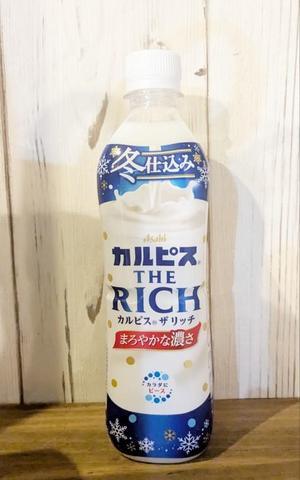 冬仕込み
Asahi
カルピス®
THE
RICH
カルピス®ザリッチ
まろやかな濃さ
カラダに
ピース